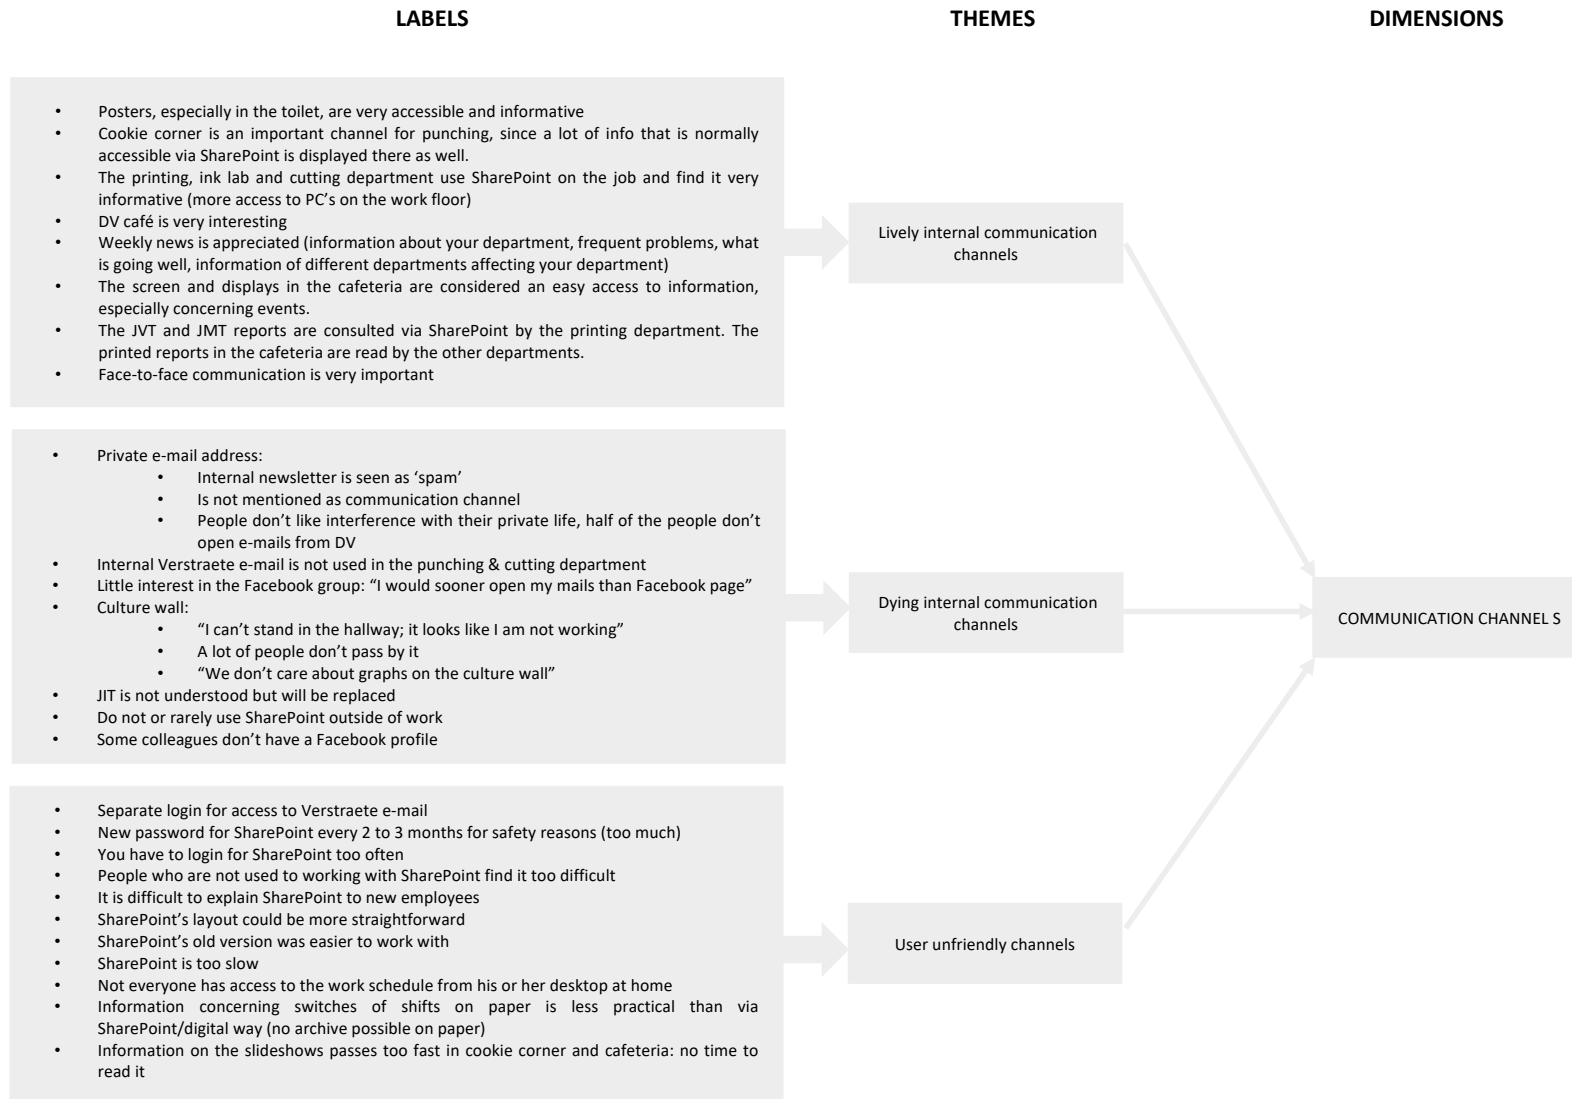 LABELS
THEMES
DIMENSIONS
• Posters, especially in the toilet, are very accessible and informative
• Cookie corner is an important channel for punching, since a lot of info that is normally
accessible via SharePoint is displayed there as well.
• The printing, ink lab and cutting department use SharePoint on the job and find it very
informative (more access to PC’s on the work floor)
• DV café is very interesting
• Weekly news is appreciated (information about your department, frequent problems, what
is going well, information of different departments affecting your department)
• The screen and displays in the cafeteria are considered an easy access to information,
especially concerning events.
• The JVT and JMT reports are consulted via SharePoint by the printing department. The
printed reports in the cafeteria are read by the other departments.
• Face-to-face communication is very important
Lively internal communication
channels
• Private e-mail address:
• Internal newsletter is seen as ‘spam’
• Is not mentioned as communication channel
• People don’t like interference with their private life, half of the people don’t
open e-mails from DV
• Internal Verstraete e-mail is not used in the punching & cutting department
• Little interest in the Facebook group: “I would sooner open my mails than Facebook page”
• Culture wall:
• “I can’t stand in the hallway; it looks like I am not working”
• A lot of people don’t pass by it
• “We don’t care about graphs on the culture wall”
• JIT is not understood but will be replaced
• Do not or rarely use SharePoint outside of work
• Some colleagues don’t have a Facebook profile
Dying internal communication
channels
COMMUNICATION CHANNEL S
• Separate login for access to Verstraete e-mail
• New password for SharePoint every 2 to 3 months for safety reasons (too much)
• You have to login for SharePoint too often
• People who are not used to working with SharePoint find it too difficult
• It is difficult to explain SharePoint to new employees
• SharePoint’s layout could be more straightforward
• SharePoint’s old version was easier to work with
• SharePoint is too slow
• Not everyone has access to the work schedule from his or her desktop at home
• Information concerning switches of shifts on paper is less practical than via
SharePoint/digital way (no archive possible on paper)
• Information on the slideshows passes too fast in cookie corner and cafeteria: no time to
read it
User unfriendly channels